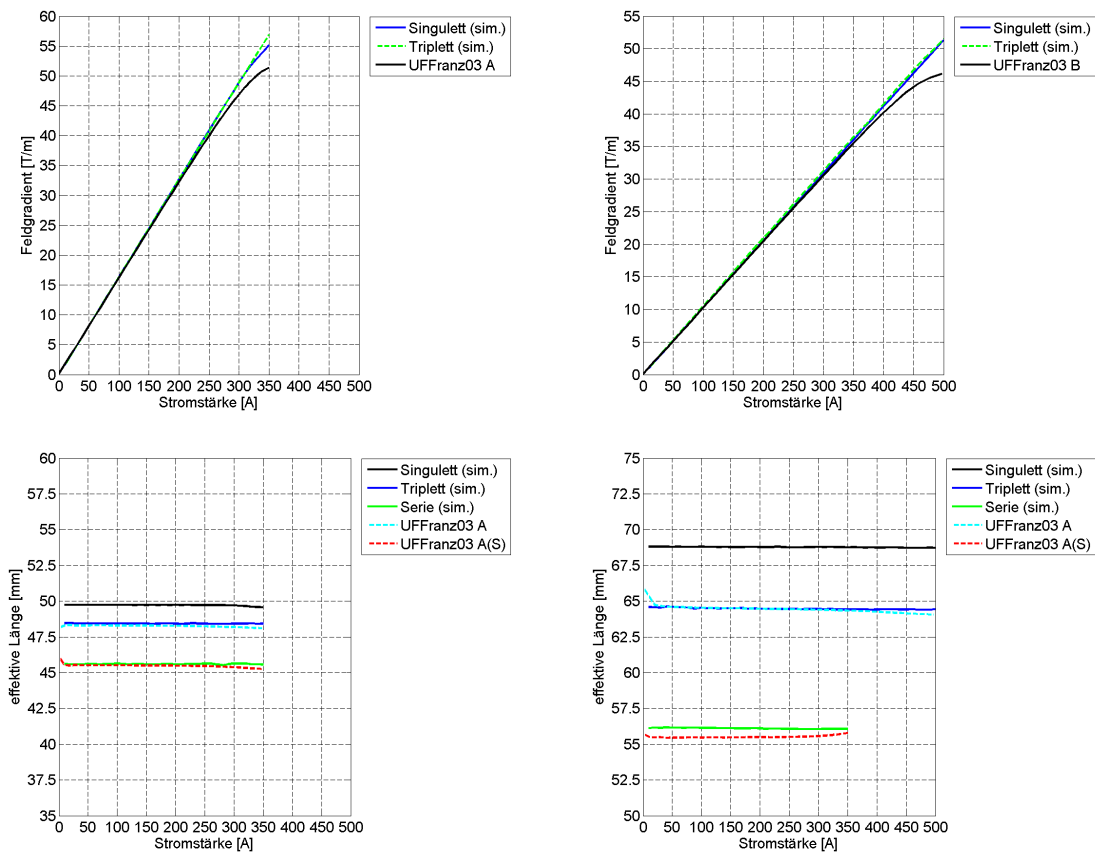 60
55
50
45
40
35
30
25
20
15
10
5
0
0 50 100 150 200 250 300 350 400 450 500
Stromstärke [A]
Feldgradient [T/m]
Singulett (sim.)
Triplett (sim.)
UFFranz03 A
55
50
45
40
35
30
25
20
15
10
5
0
0 50 100 150 200 250 300 350 400 450 500
Stromstärke [A]
Feldgradient [T/m]
Singulett (sim.)
Triplett (sim.)
UFFranz03 B
60
57.5
55
52.5
50
47.5
45
42.5
40
37.5
35
0 50 100 150 200 250 300 350 400 450 500
Stromstärke [A]
effektive Länge [mm]
Singulett (sim.)
Triplett (sim.)
Serie (sim.)
UFFranz03 A
UFFranz03 A(S)
75
72.5
70
67.5
65
62.5
60
57.5
55
52.5
50
0 50 100 150 200 250 300 350 400 450 500
Stromstärke [A]
effektive Länge [mm]
Singulett (sim.)
Triplett (sim.)
Serie (sim.)
UFFranz03 A
UFFranz03 A(S)